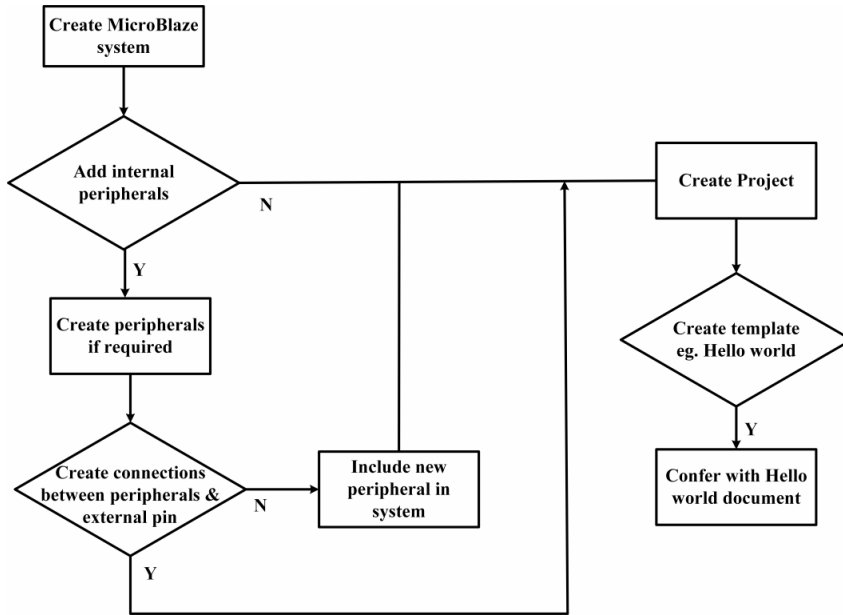 Create MicroBlaze
system
Add internal
peripherals
N
Y
Create peripherals
if required
Create connections
between peripherals &
external pin
N
Y
Include new
peripheral in
system
Create Project
Create template
eg. Hello world
Y
Confer with Hello
world document